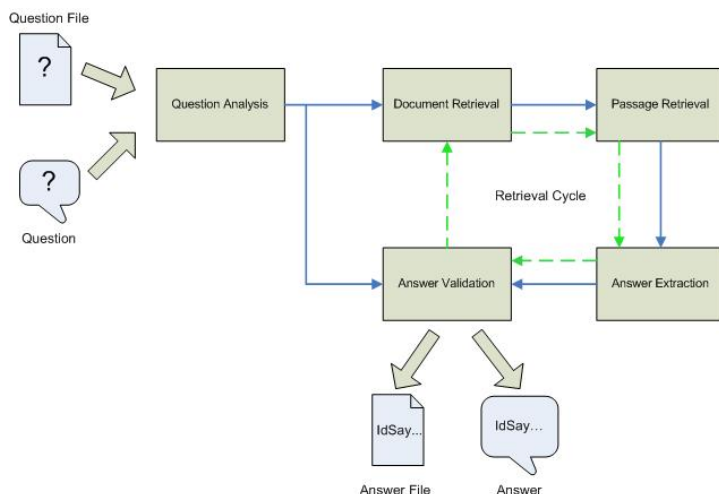 Question File
?
Question Analysis
Document Retrieval
Passage Retrieval
?
Question
Retrieval Cycle
Answer Validation
Answer Extraction
IdSay...
IdSay...
Answer File
Answer